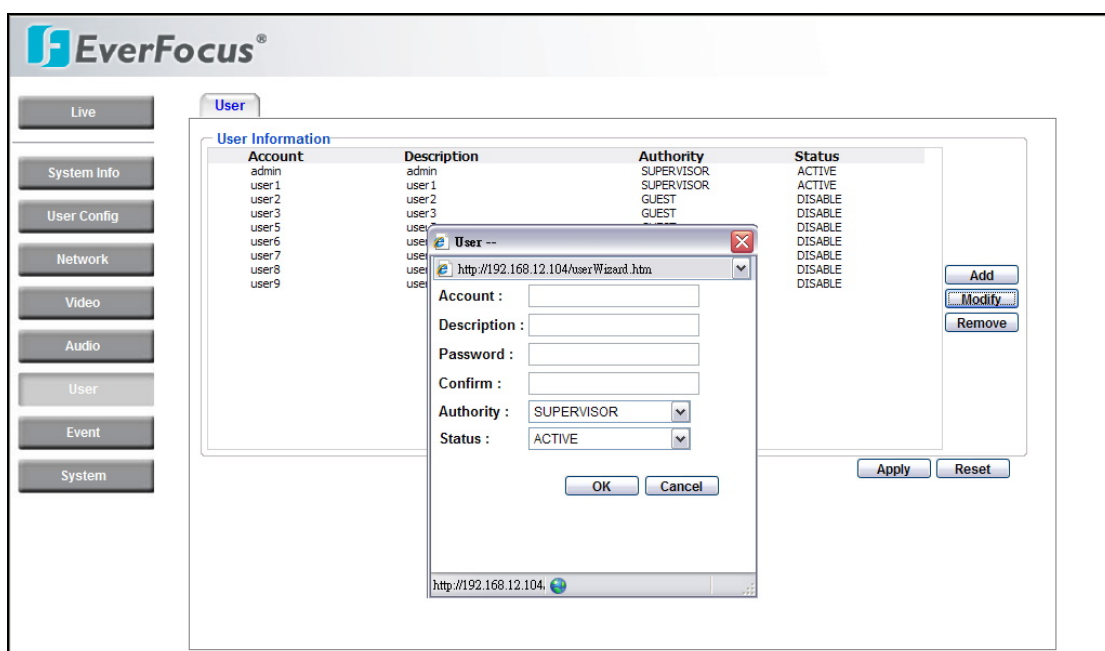 EverFocus®
Live
System Info
User Config
Network
Video
Audio
User
Event
System
User
User Information
Account Description Authority Status
admin admin SUPERVISOR ACTIVE
user1 user1 SUPERVISOR ACTIVE
user2 user2 GUEST DISABLE
user3 user3 GUEST DISABLE
user5 DISABLE
user6 DISABLE
user7 DISABLE
user8 DISABLE
user9 DISABLE
Add
Modify
Remove
Apply Reset
User --
http://192.168.12.104/userWizard.htm
Account :
Description :
Password :
Confirm :
Authority : SUPERVISOR
Status : ACTIVE
OK Cancel
http://192.168.12.104.